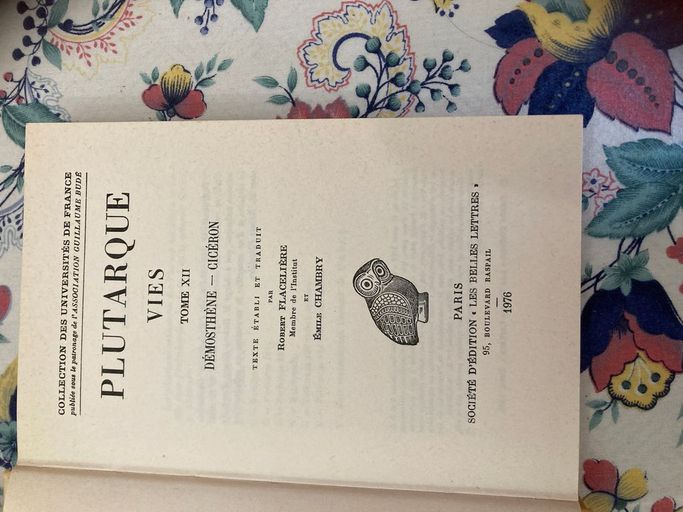 COLLECTION DES UNIVERSITÉS DE FRANCE
publiée sous le patronage de l'ASSOCIATION GUILLAUME BUDÉ
PLUTARQUE
VIES
TOME XII
DÉMOSTHÈNE — CICÉRON
TEXTE ÉTABLI ET TRADUIT
PAR
ROBERT FLACELIÈRE
Membre de l'Institut
ET
ÉMILE CHAMBRY
PARIS
SOCIÉTÉ D'ÉDITION « LES BELLES LETTRES »
95, BOULEVARD RASPAIL
—
1976